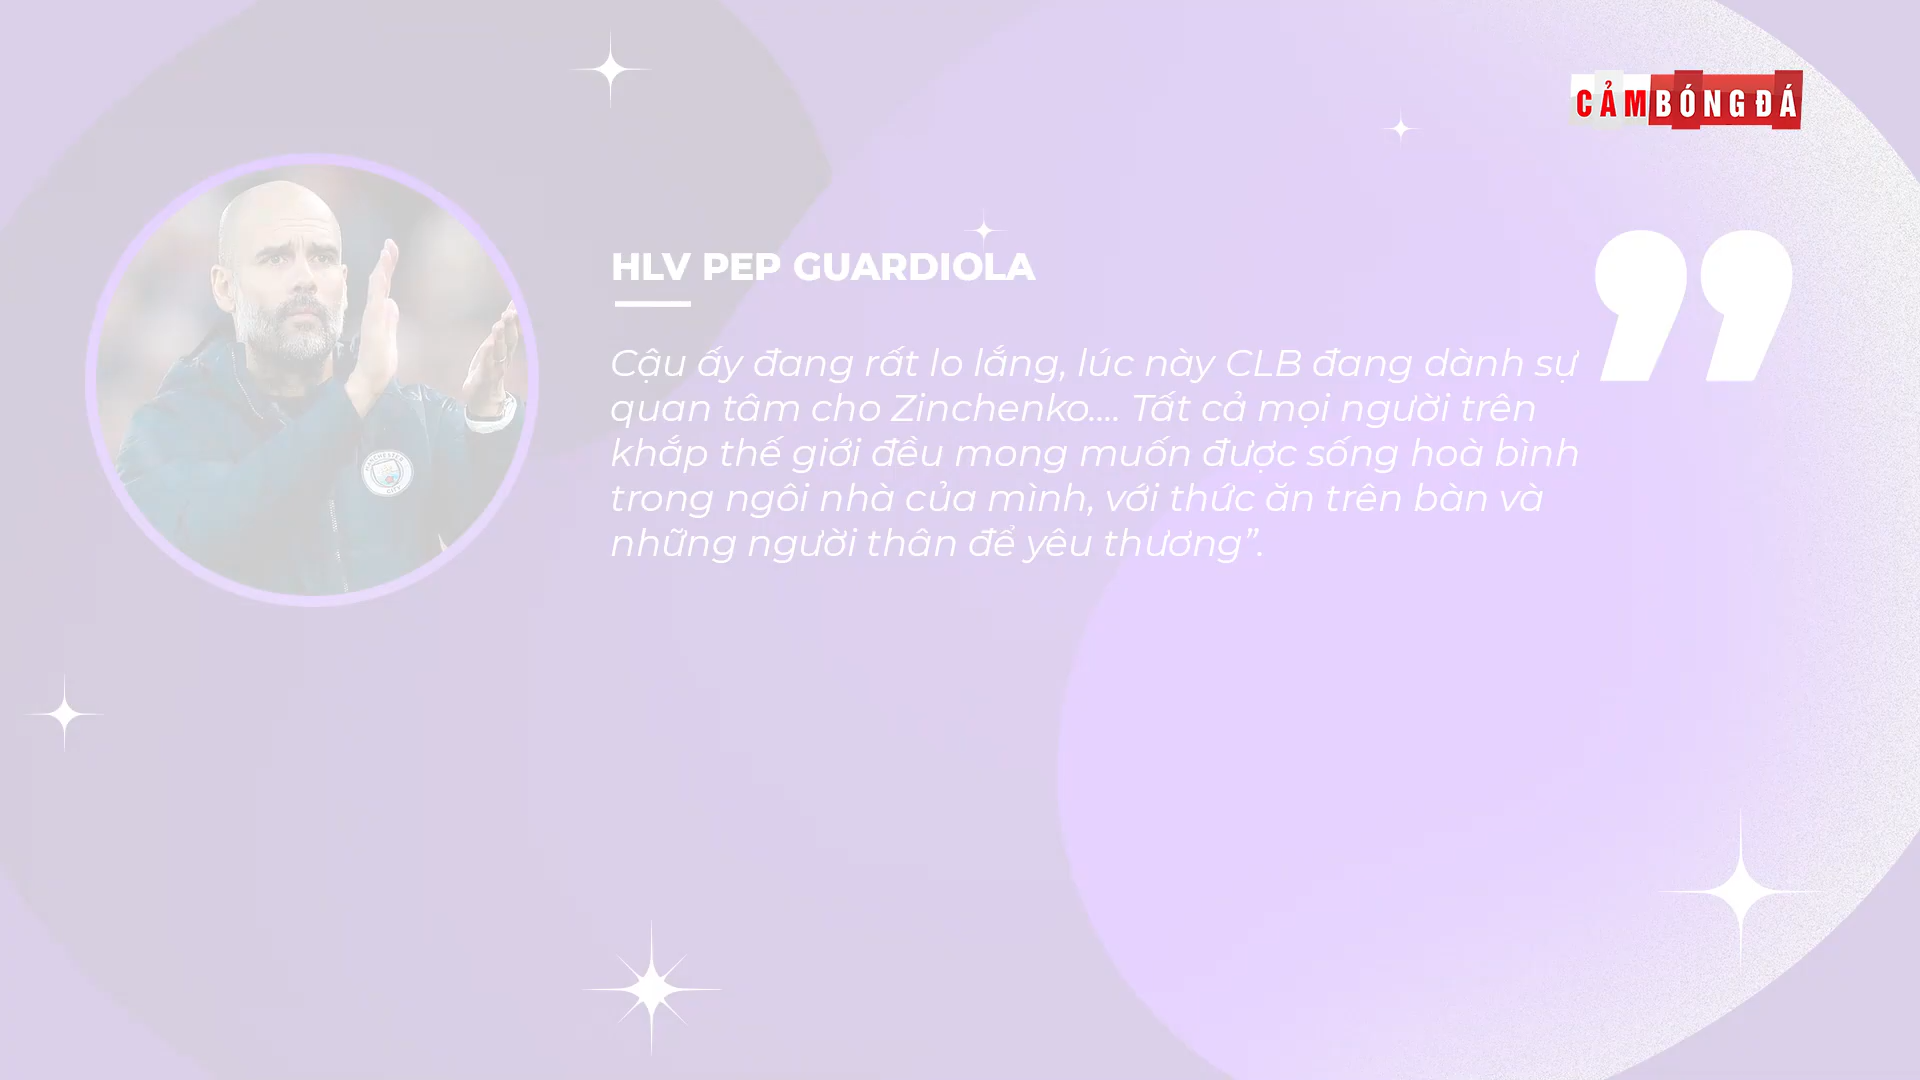 CẢMBÓNGĐÁ
HLV PEP GUARDIOLA
Cậu ấy đang rất lo lắng, lúc này CLB đang dành sự
quan tâm cho Zinchenko.... Tất cả mọi người trên
khắp thế giới đều mong muốn được sống hoà bình
trong ngôi nhà của mình, với thức ăn trên bàn và
những người thân để yêu thương”.
MANCHESTER
CITY